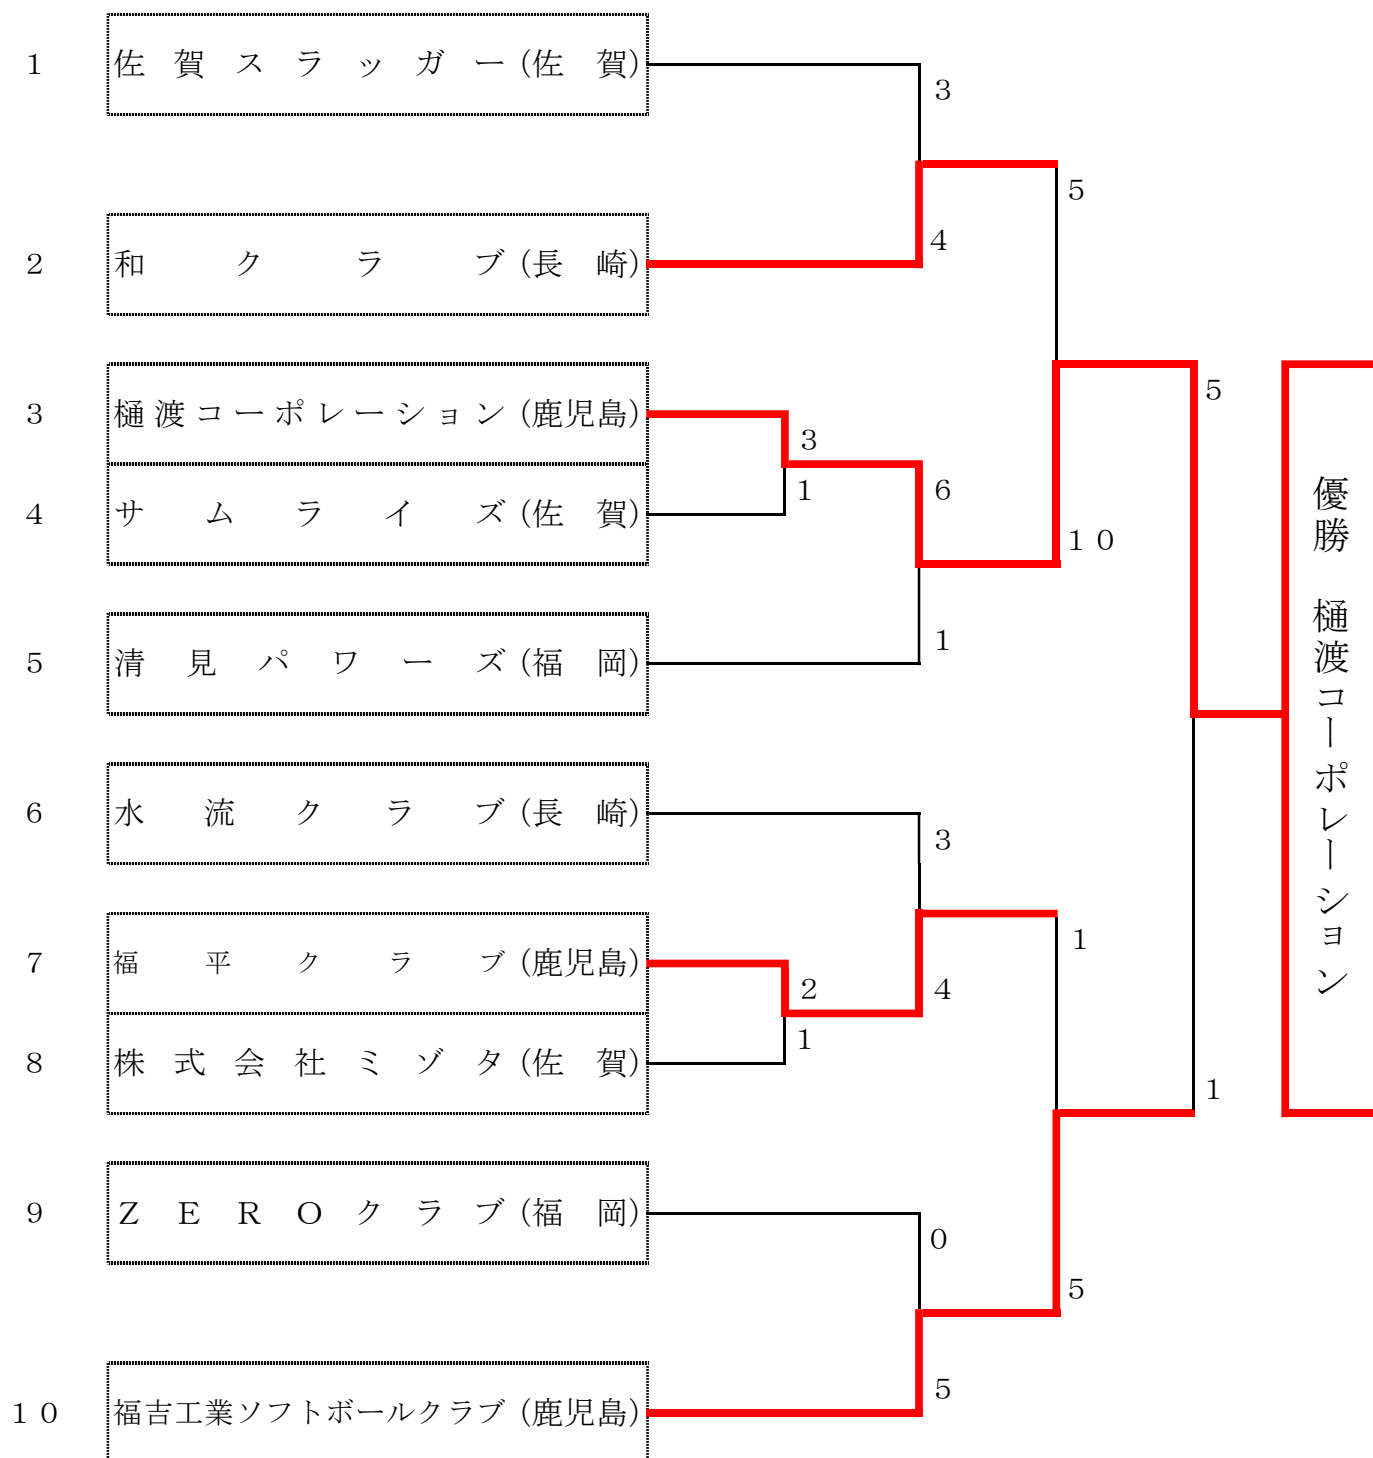 1 佐賀スラッガー(佐 賀)
3
5
2 和クラブ(長 崎)
4
5
3 樋渡コーポレーション(鹿児島)
3
1
6
4 サムライズ(佐 賀)
10
5 清見パワーズ(福 岡)
1
優勝 樋渡コーポレーション
6 水流クラブ(長 崎)
3
1
7 福平クラブ(鹿児島)
2
4
1
8 株式会社ミゾタ(佐 賀)
1
9 ZEROクラブ(福 岡)
0
5
5
10 福吉工業ソフトボールクラブ(鹿児島)